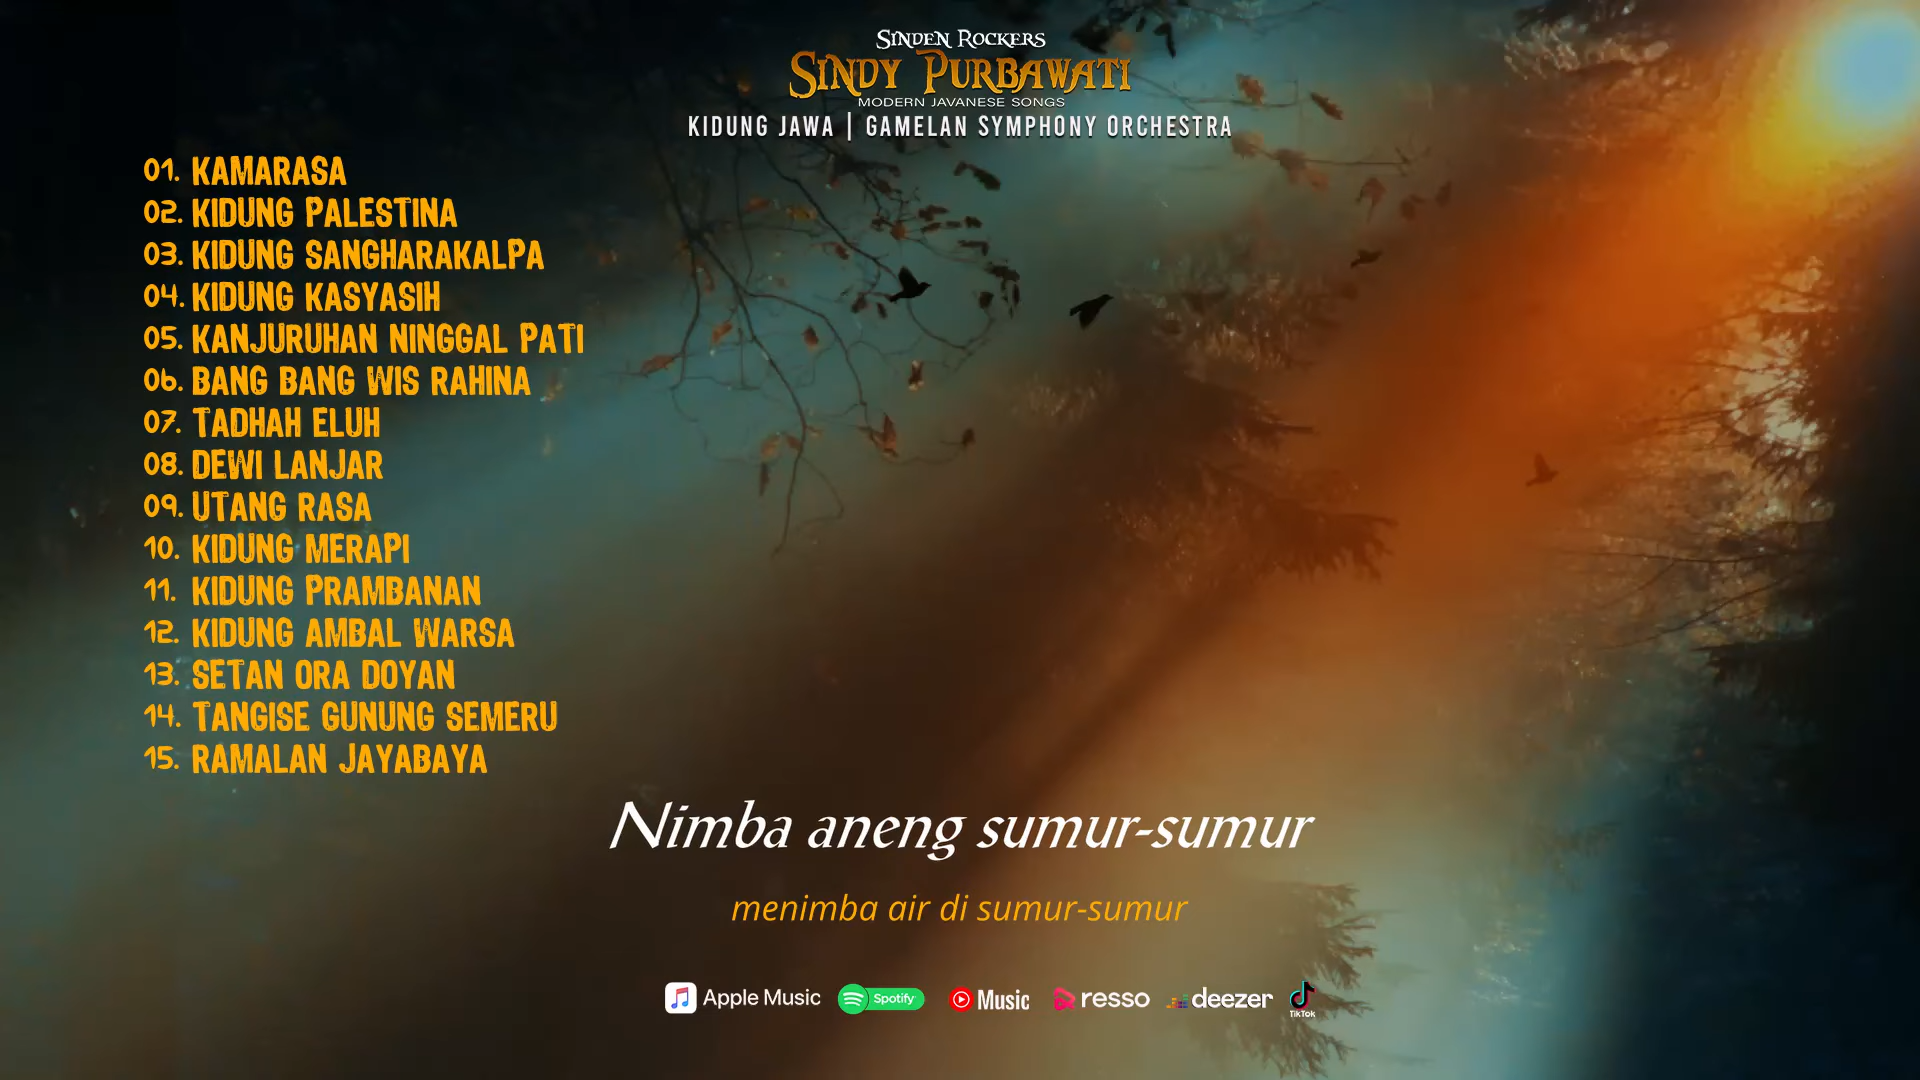 SINDEN ROCKERS
SINDY PURBAWATI
MODERN JAVANESE SONGS
KIDUNG JAWA | GAMELAN SYMPHONY ORCHESTRA
01. KAMARASA
02. KIDUNG PALESTINA
03. KIDUNG SANGHARAKALPA
04. KIDUNG KASYASIH
05. KANJURUHAN NINGGAL PATI
06. BANG BANG WIS RAHINA
07. TADHAH ELUH
08. DEWI LANJAR
09. UTANG RASA
10. KIDUNG MERAPI
11. KIDUNG PRAMBANAN
12. KIDUNG AMBAL WARSA
13. SETAN ORA DOYAN
14. TANGISE GUNUNG SEMERU
15. RAMALAN JAYABAYA
Nimba aneng sumur-sumur
menimba air di sumur-sumur
Apple Music Spotify Music resso deezer TikTok